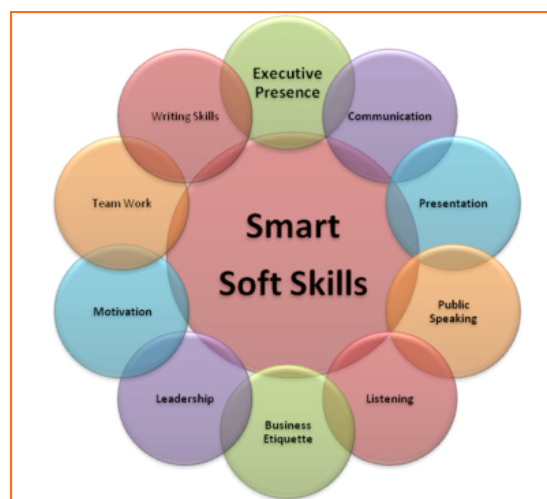 Executive
Presence
Communication
Presentation
Public
Speaking
Listening
Business
Etiquette
Leadership
Motivation
Team Work
Writing Skills
Smart
Soft Skills